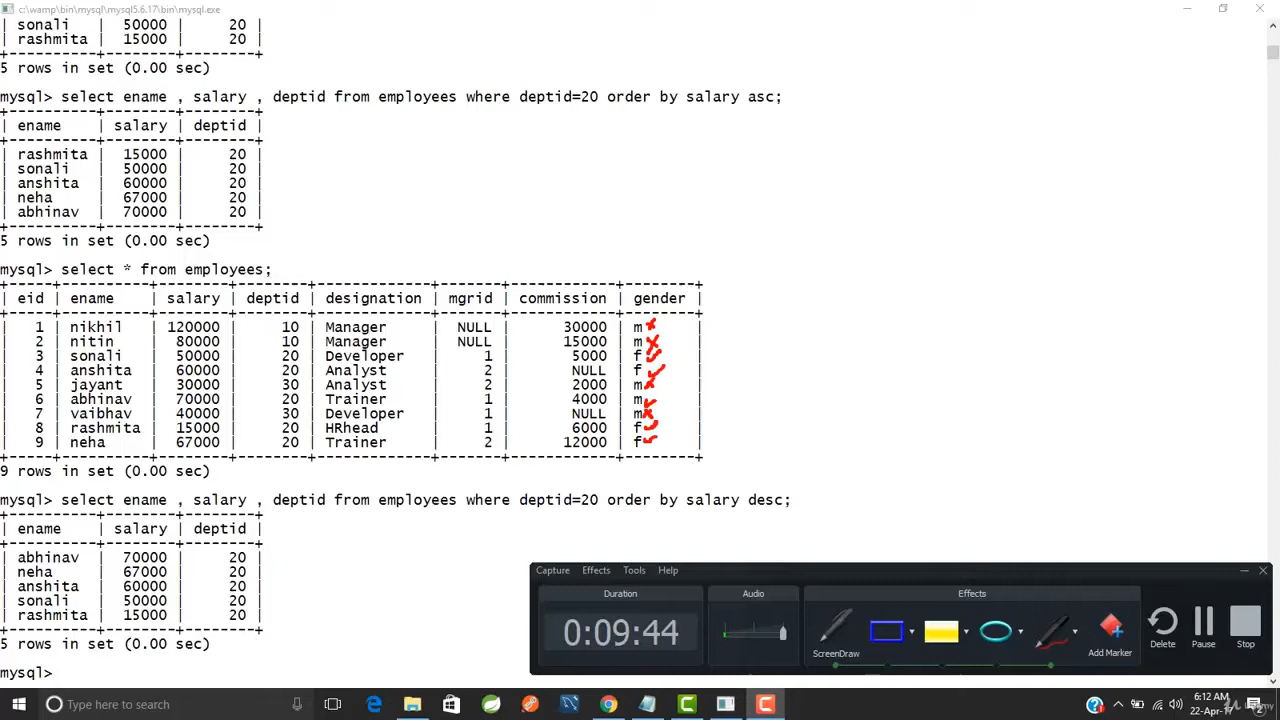 c:\wamp\bin\mysql\mysql5.6.17\bin\mysql.exe
| sonali   |  50000 |     20 |
| rashmita |  15000 |     20 |
+----------+--------+--------+
5 rows in set (0.00 sec)
mysql> select ename , salary , deptid from employees where deptid=20 order by salary asc;
+----------+--------+--------+
| ename    | salary | deptid |
+----------+--------+--------+
| rashmita |  15000 |     20 |
| sonali   |  50000 |     20 |
| anshita  |  60000 |     20 |
| neha     |  67000 |     20 |
| abhinav  |  70000 |     20 |
+----------+--------+--------+
5 rows in set (0.00 sec)
mysql> select * from employees;
+-----+----------+--------+--------+-------------+-------+------------+--------+
| eid | ename    | salary | deptid | designation | mgrid | commission | gender |
+-----+----------+--------+--------+-------------+-------+------------+--------+
|   1 | nikhil   | 120000 |     10 | Manager     |  NULL |      30000 | m      |
|   2 | nitin    |  80000 |     10 | Manager     |  NULL |      15000 | m      |
|   3 | sonali   |  50000 |     20 | Developer   |     1 |       5000 | f      |
|   4 | anshita  |  60000 |     20 | Analyst     |     2 |       NULL | f      |
|   5 | jayant   |  30000 |     30 | Analyst     |     2 |       2000 | m      |
|   6 | abhinav  |  70000 |     20 | Trainer     |     1 |       4000 | m      |
|   7 | vaibhav  |  40000 |     30 | Developer   |     1 |       NULL | m      |
|   8 | rashmita |  15000 |     20 | HRhead      |     1 |       6000 | f      |
|   9 | neha     |  67000 |     20 | Trainer     |     2 |      12000 | f      |
+-----+----------+--------+--------+-------------+-------+------------+--------+
9 rows in set (0.00 sec)
mysql> select ename , salary , deptid from employees where deptid=20 order by salary desc;
+----------+--------+--------+
| ename    | salary | deptid |
+----------+--------+--------+
| abhinav  |  70000 |     20 |
| neha     |  67000 |     20 |
| anshita  |  60000 |     20 |
| sonali   |  50000 |     20 |
| rashmita |  15000 |     20 |
+----------+--------+--------+
5 rows in set (0.00 sec)
mysql>
Capture Effects Tools Help
Duration Audio Effects
0:09:44
ScreenDraw Add Marker Delete Pause Stop
Type here to search
6:12 AM
22-Apr-1